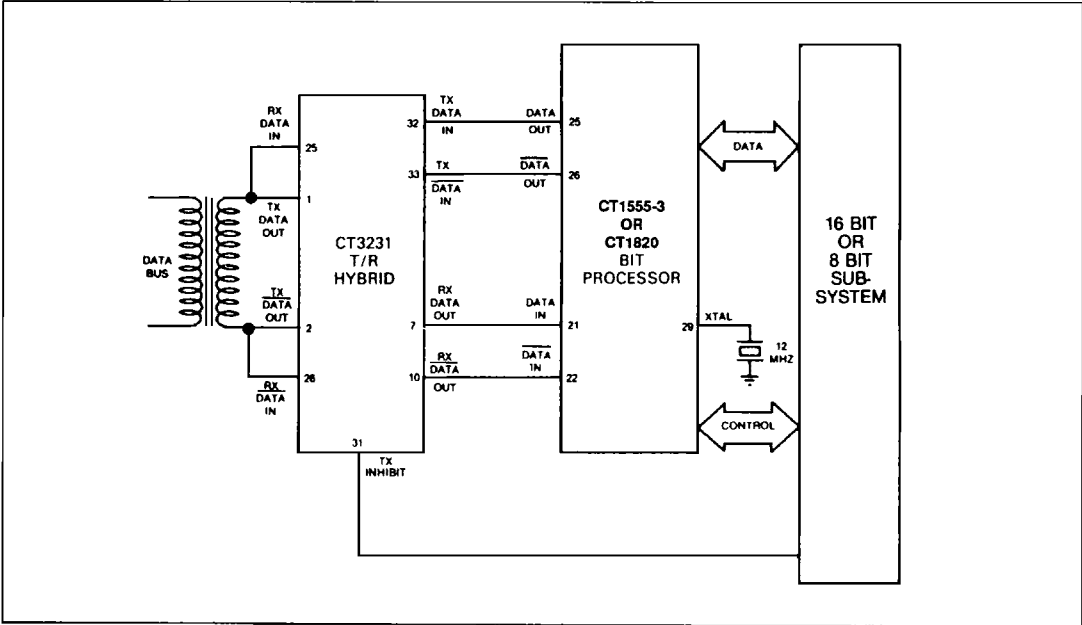 RX
DATA
IN
25
1
TX
DATA
OUT
DATA
BUS
TX
DATA
OUT
2
26
RX
DATA
IN
CT3231
T/R
HYBRID
31
TX
INHIBIT
32
TX
DATA
IN
33
TX
DATA
IN
RX
DATA
OUT
7
RX
DATA
OUT
10
DATA
OUT
25
DATA
OUT
26
CT1555-3
OR
CT1820
BIT
PROCESSOR
DATA
IN
21
DATA
IN
22
29
XTAL
12
MHZ
DATA
CONTROL
16 BIT
OR
8 BIT
SUB-
SYSTEM